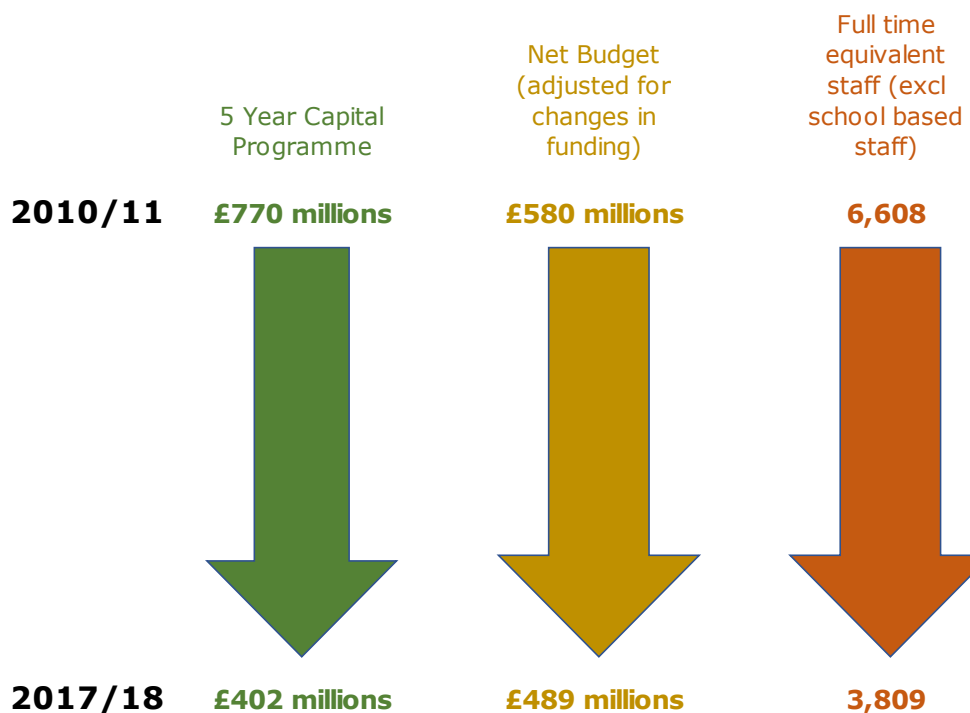 5 Year Capital
Programme
Net Budget
(adjusted for
changes in
funding)
Full time
equivalent
staff (excl
school based
staff)
2010/11 £770 millions £580 millions 6,608
2017/18 £402 millions £489 millions 3,809